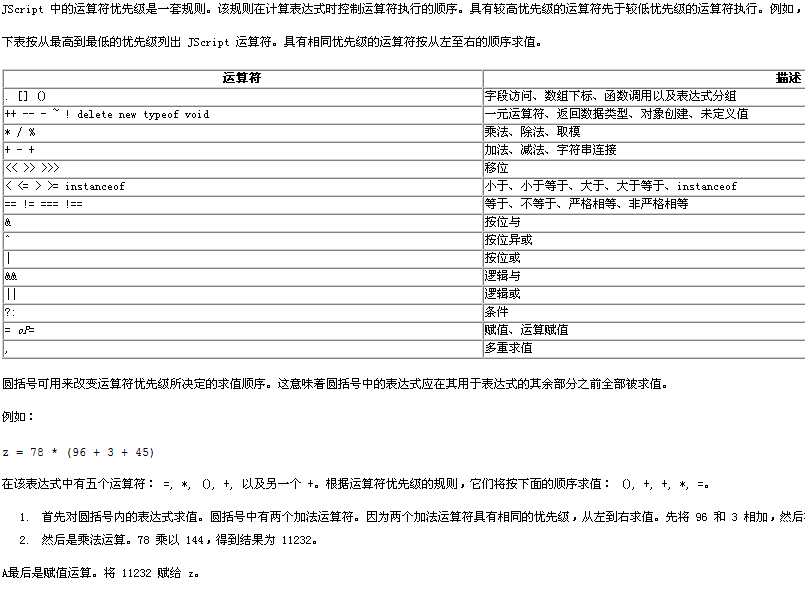 JScript 中的运算符优先级是一套规则。该规则在计算表达式时控制运算符执行的顺序。具有较高优先级的运算符先于较低优先级的运算符执行。例如，
下表按从最高到最低的优先级列出 JScript 运算符。具有相同优先级的运算符按从左至右的顺序求值。
运算符 描述
. [] () 字段访问、数组下标、函数调用以及表达式分组
++ -- - ~ ! delete new typeof void 一元运算符、返回数据类型、对象创建、未定义值
* / % 乘法、除法、取模
+ - + 加法、减法、字符串连接
<< >> >>> 移位
< <= > >= instanceof 小于、小于等于、大于、大于等于、instanceof
== != === !== 等于、不等于、严格相等、非严格相等
& 按位与
^ 按位异或
| 按位或
&& 逻辑与
|| 逻辑或
?: 条件
= oP= 赋值、运算赋值
, 多重求值
圆括号可用来改变运算符优先级所决定的求值顺序。这意味着圆括号中的表达式应在其用于表达式的其余部分之前全部被求值。
例如：
z = 78 * (96 + 3 + 45)
在该表达式中有五个运算符： =, *, (), +, 以及另一个 +。根据运算符优先级的规则，它们将按下面的顺序求值： (), +, +, *, =。
1. 首先对圆括号内的表达式求值。圆括号中有两个加法运算符。因为两个加法运算符具有相同的优先级，从左到右求值。先将 96 和 3 相加，然后
2. 然后是乘法运算。78 乘以 144，得到结果为 11232。
A最后是赋值运算。将 11232 赋给 z。